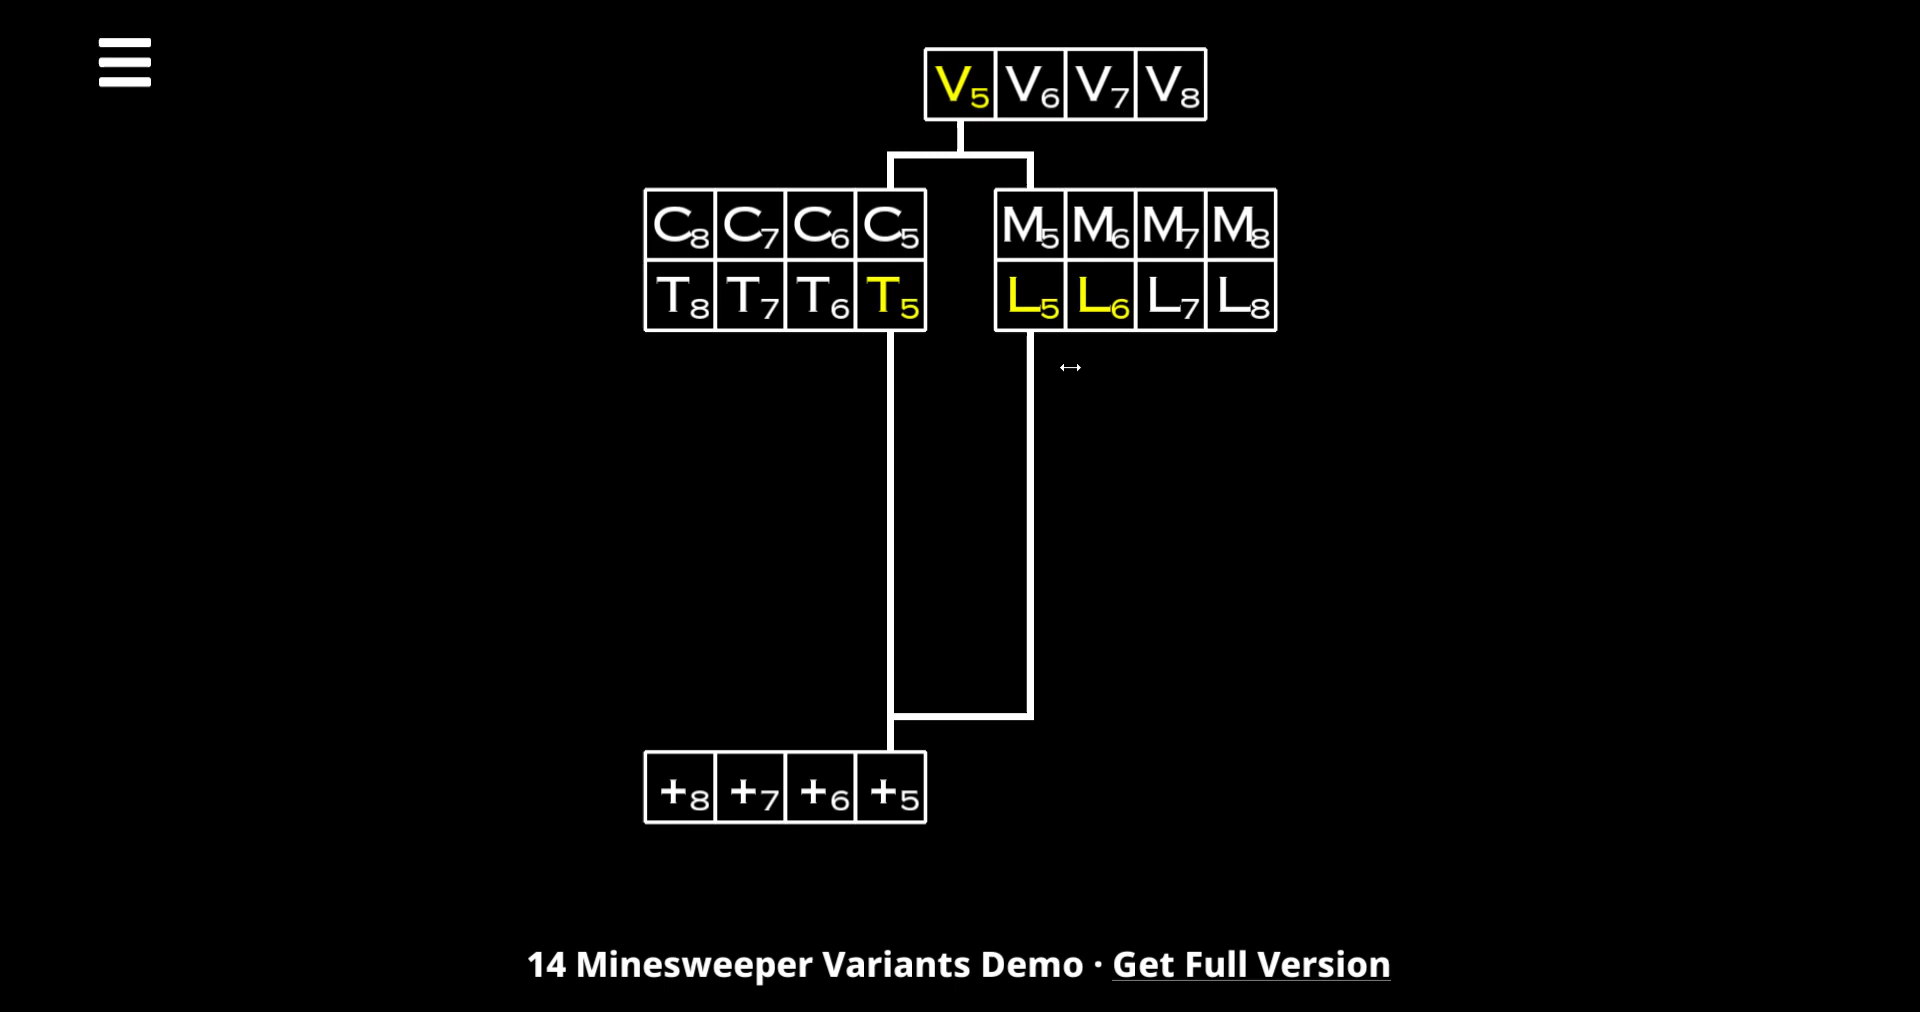 V5 V6 V7 V8
C8 C7 C6 C5 M5 M6 M7 M8
T8 T7 T6 T5 L5 L6 L7 L8
+8 +7 +6 +5
14 Minesweeper Variants Demo · Get Full Version